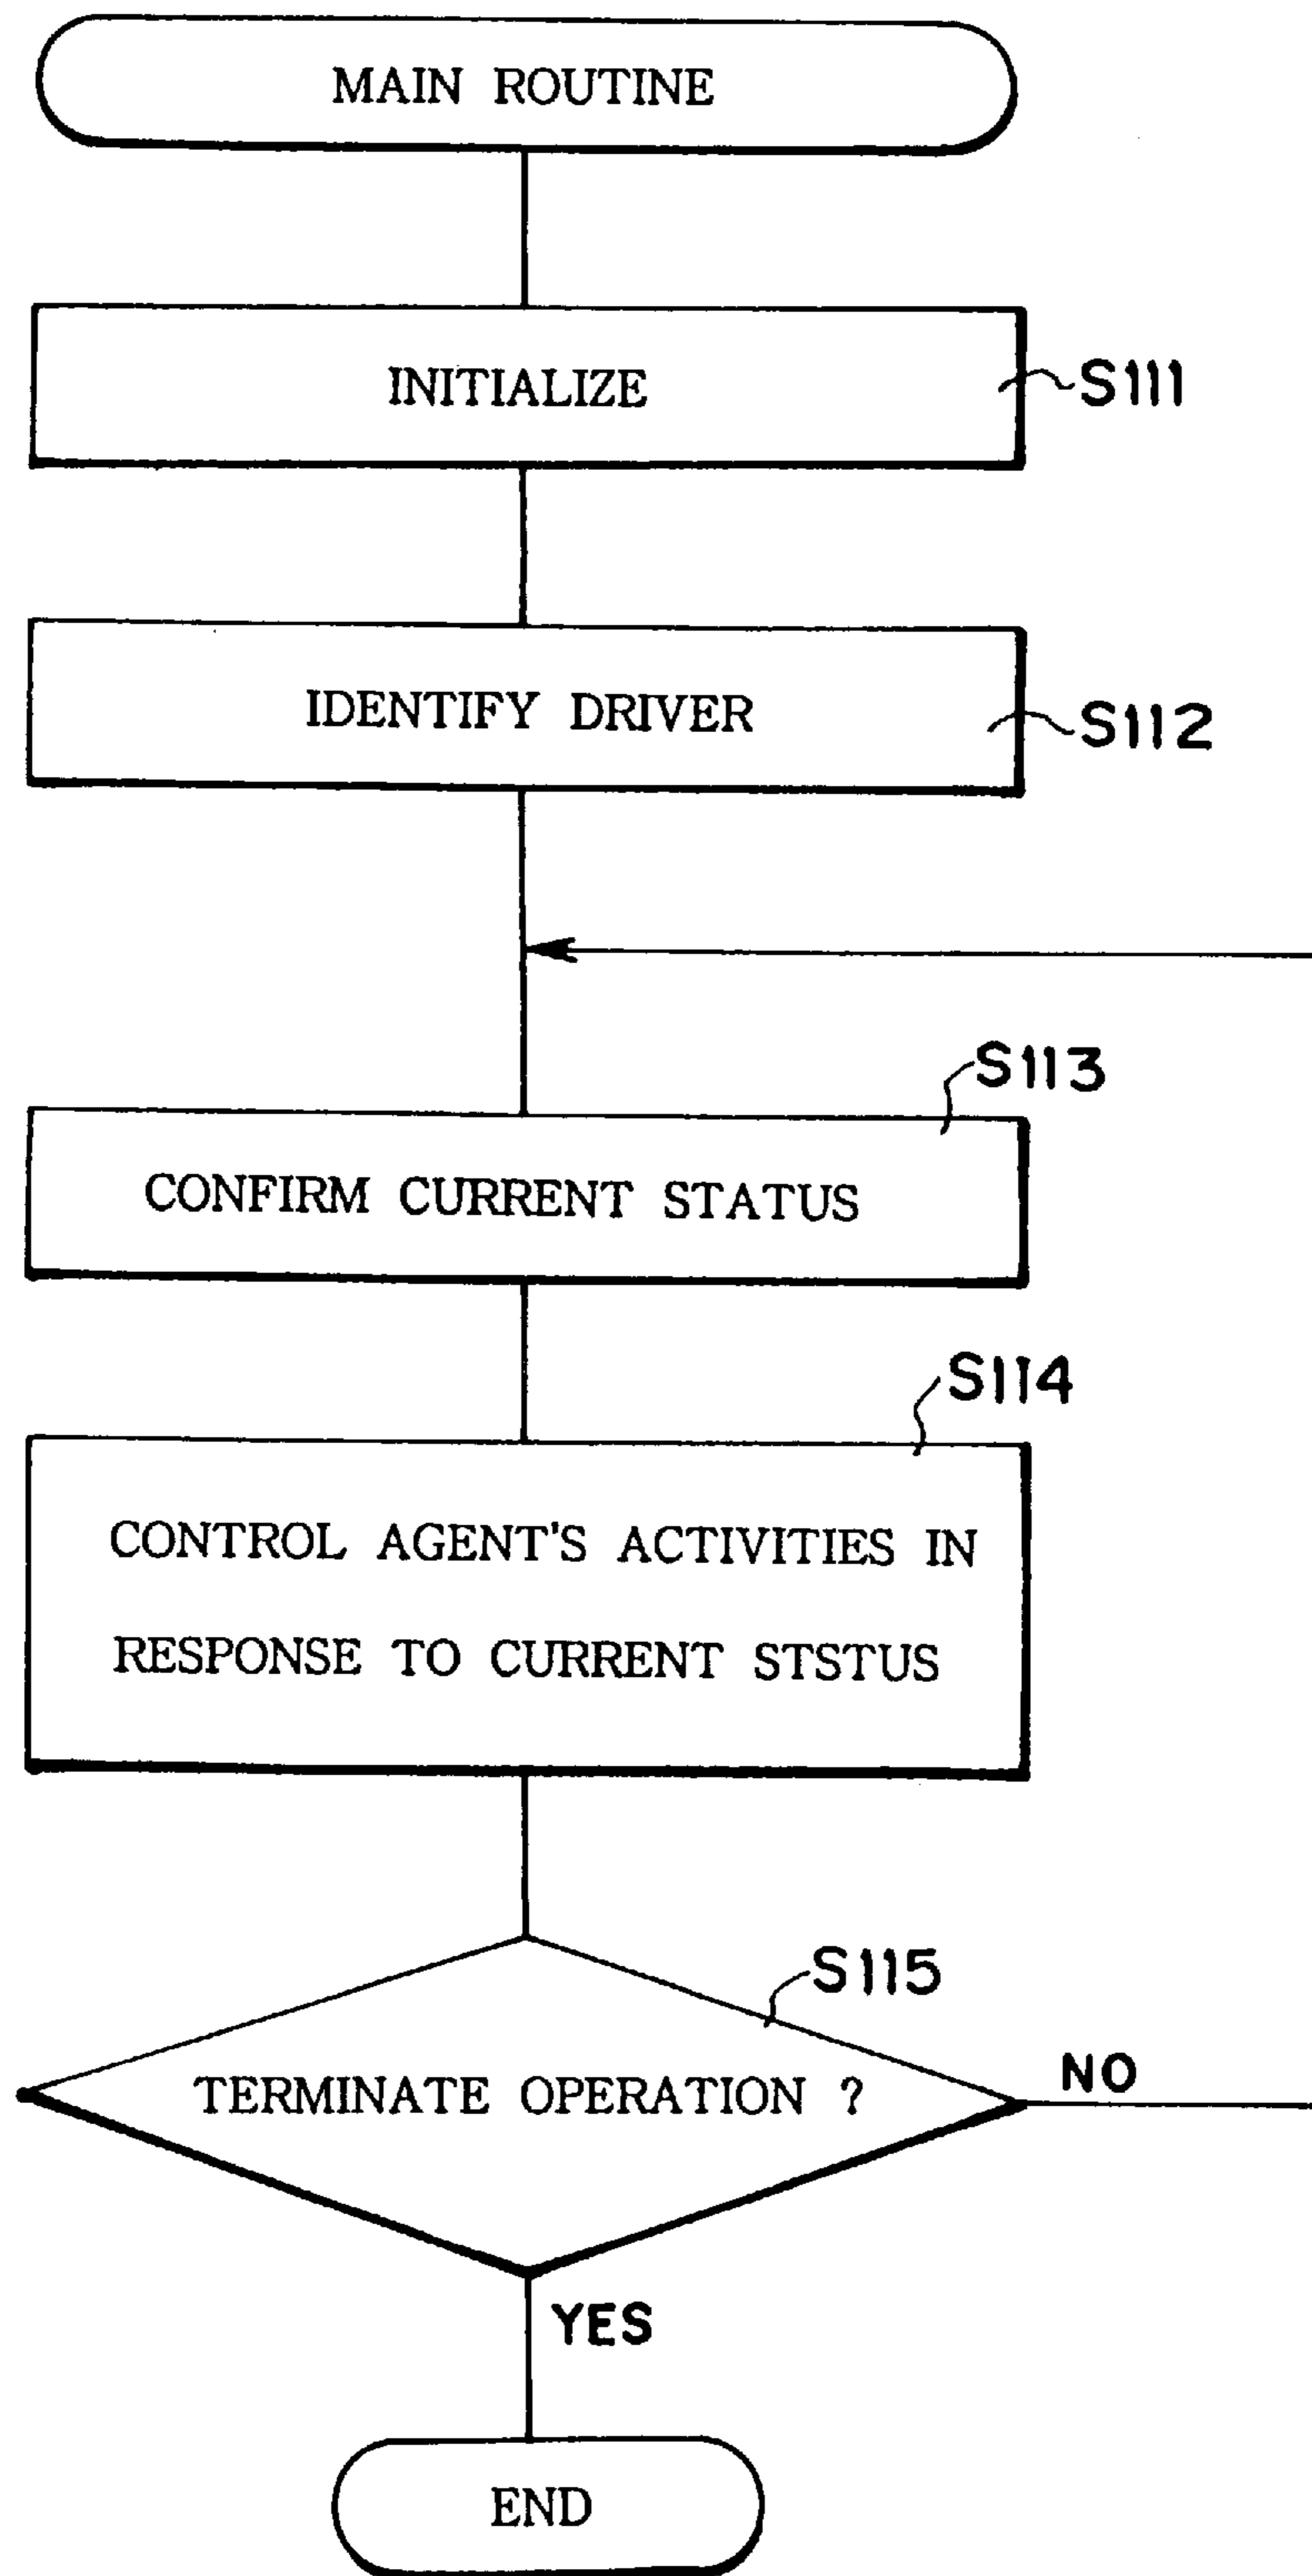 MAIN ROUTINE
INITIALIZE
S111
IDENTIFY DRIVER
S112
S113
CONFIRM CURRENT STATUS
S114
CONTROL AGENT'S ACTIVITIES IN
RESPONSE TO CURRENT STSTUS
S115
TERMINATE OPERATION ?
NO
YES
END